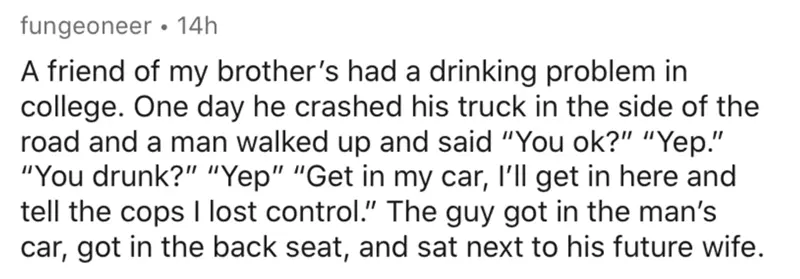 fungeoneer • 14h
A friend of my brother’s had a drinking problem in
college. One day he crashed his truck in the side of the
road and a man walked up and said “You ok?” “Yep.”
“You drunk?” “Yep” “Get in my car, I’ll get in here and
tell the cops I lost control.” The guy got in the man’s
car, got in the back seat, and sat next to his future wife.